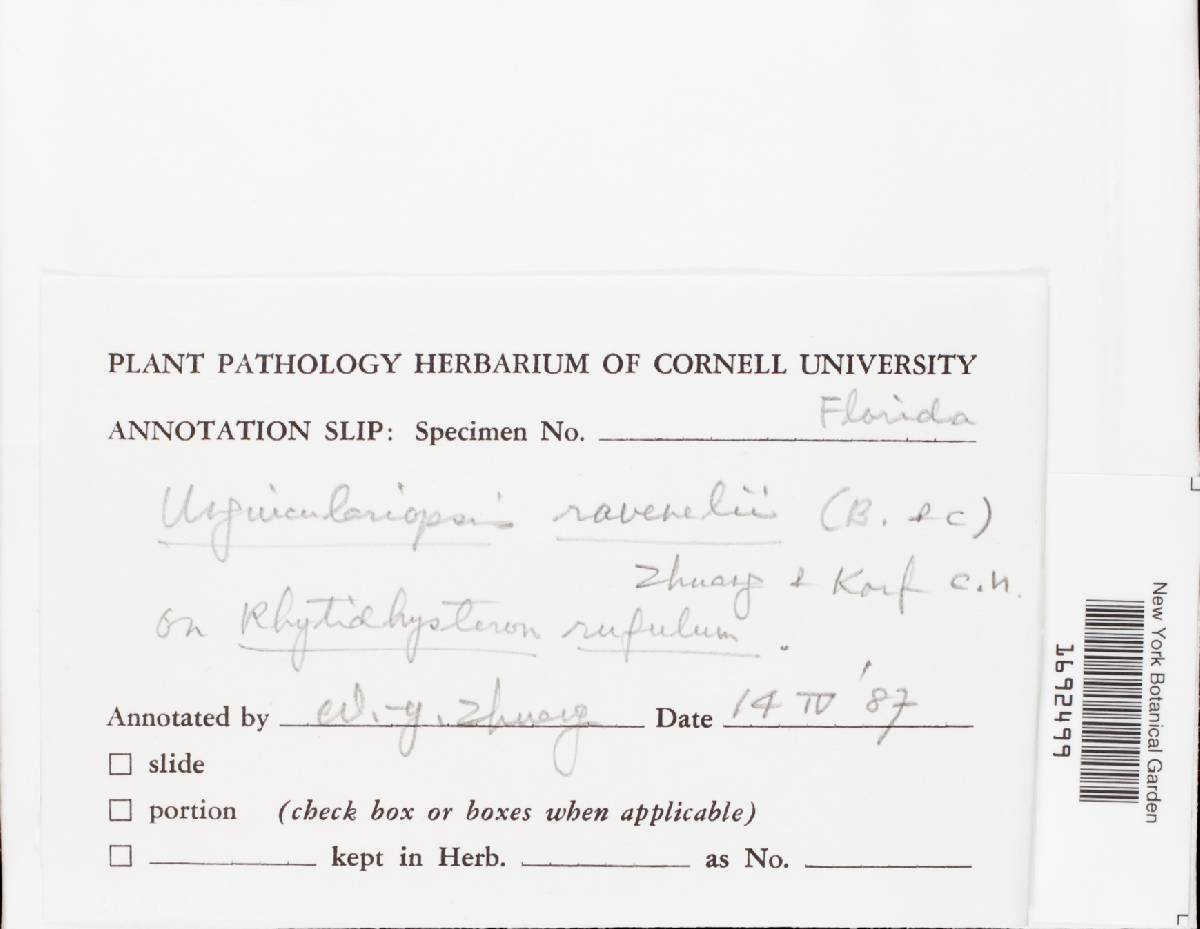 PLANT PATHOLOGY HERBARIUM OF CORNELL UNIVERSITY
ANNOTATION SLIP: Specimen No. Florida
Unguiculariopsis ravenelii (B. & C)
Zhuang & Korf c.n.
on Rhytidhysteron rufulum.
Annotated by W.-y. Zhuang Date 14 IV '87
slide
portion (check box or boxes when applicable)
kept in Herb. as No.
New York Botanical Garden
1692499